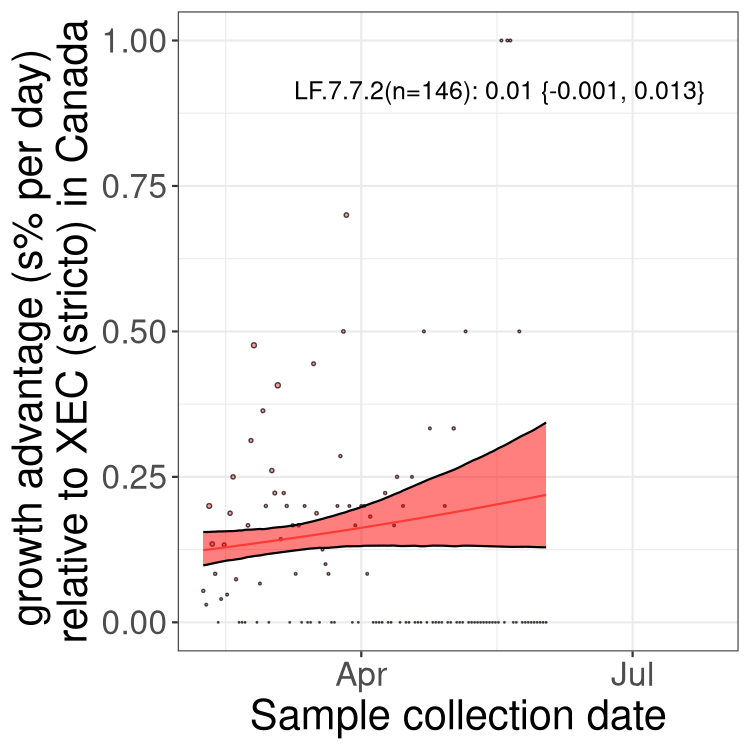 growth advantage (s% per day)
relative to XEC (stricto) in Canada
1.00
0.75
0.50
0.25
0.00
LF.7.7.2(n=146): 0.01 {-0.001, 0.013}
Apr
Jul
Sample collection date